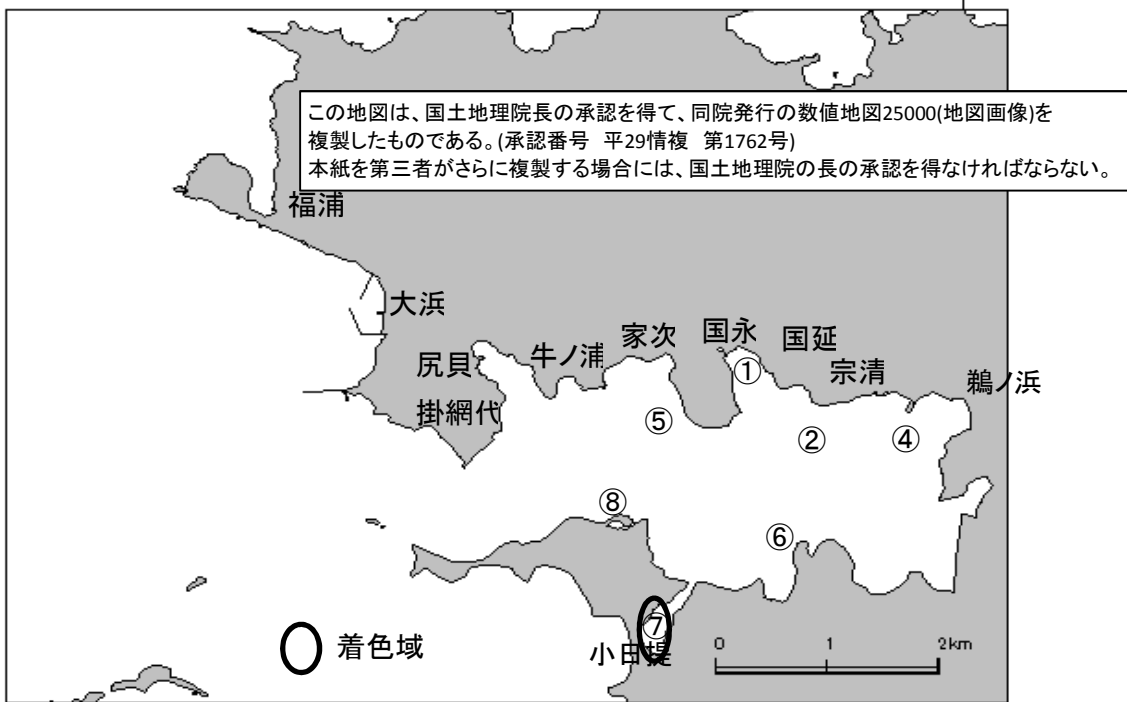 この地図は、国土地理院長の承認を得て、同院発行の数値地図25000(地図画像)を
複製したものである。(承認番号 平29情複 第1762号)
本紙を第三者がさらに複製する場合には、国土地理院の長の承認を得なければならない。
福浦
大浜
尻貝
掛網代
牛ノ浦
家次
国永
国延
宗清
鵜ノ浜
①
②
④
⑤
⑥
⑧
⑦
小日提
着色域
0 1 2km